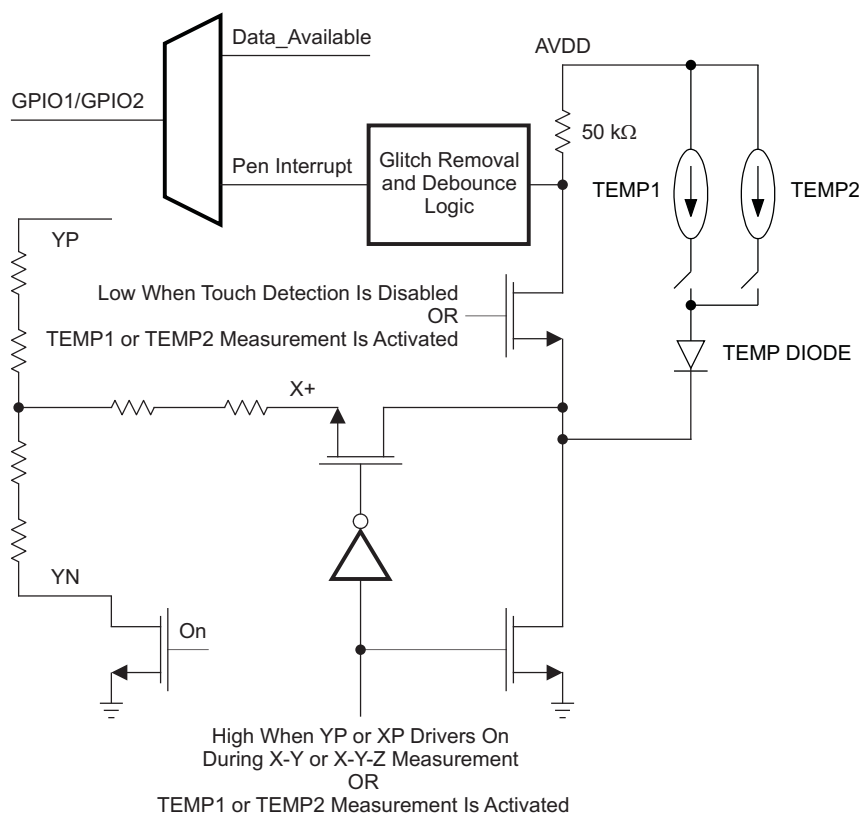 Data_Available
AVDD
GPIO1/GPIO2
50 kΩ
Pen Interrupt
Glitch Removal
and Debounce
Logic
TEMP1
TEMP2
YP
Low When Touch Detection Is Disabled
OR
TEMP1 or TEMP2 Measurement Is Activated
TEMP DIODE
X+
YN
On
High When YP or XP Drivers On
During X-Y or X-Y-Z Measurement
OR
TEMP1 or TEMP2 Measurement Is Activated